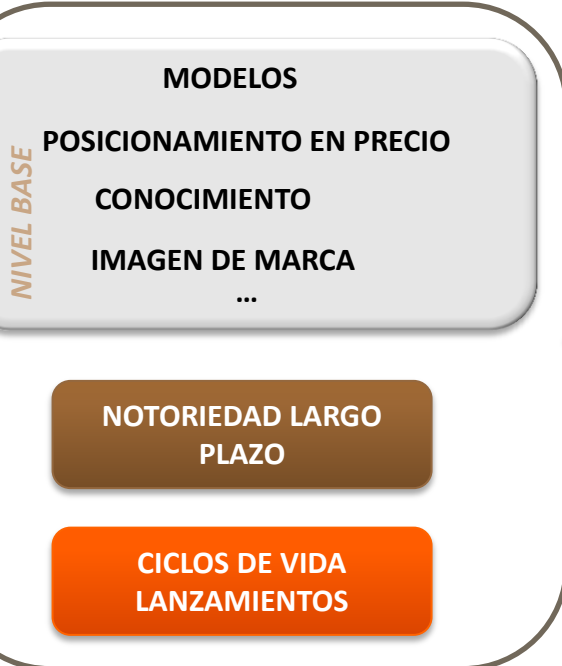 MODELOS
POSICIONAMIENTO EN PRECIO
CONOCIMIENTO
IMAGEN DE MARCA
...
NIVEL BASE
NOTORIEDAD LARGO
PLAZO
CICLOS DE VIDA
LANZAMIENTOS